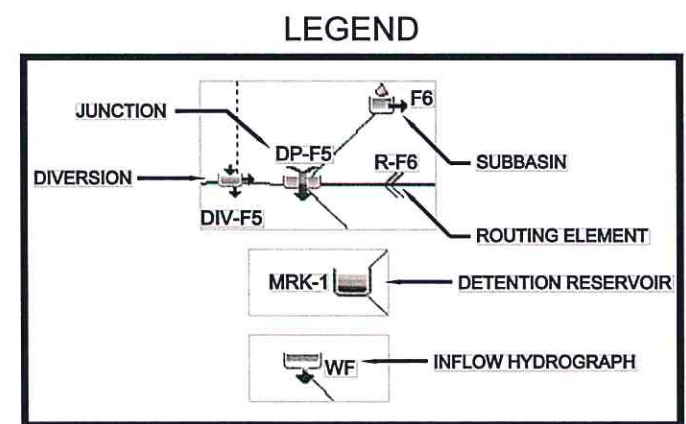 LEGEND
JUNCTION
F6
DP-F5
R-F6
SUBBASIN
DIVERSION
DIV-F5
ROUTING ELEMENT
MRK-1
DETENTION RESERVOIR
WF
INFLOW HYDROGRAPH